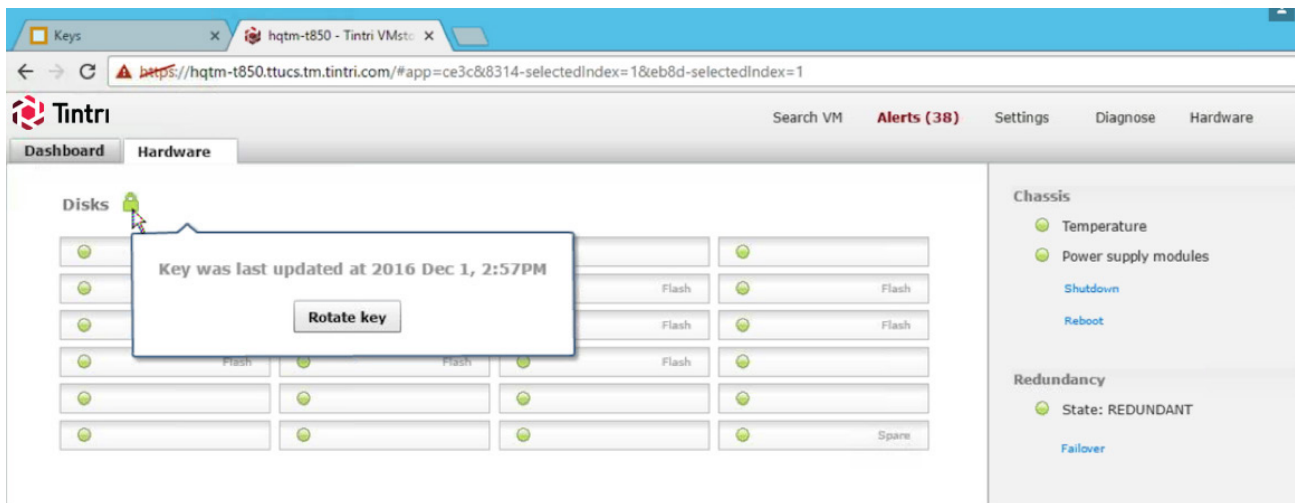 Keys
hqtm-t850 - Tintri VMsto
https://hqtm-t850.ttucs.tm.tintri.com/#app=ce3c&8314-selectedIndex=1&eb8d-selectedIndex=1
Tintri
Search VM Alerts (38) Settings Diagnose Hardware
Dashboard Hardware
Disks
Key was last updated at 2016 Dec 1, 2:57PM
Rotate key
Flash Flash
Flash Flash
Flash Flash Flash
Spare
Chassis
Temperature
Power supply modules
Shutdown
Reboot
Redundancy
State: REDUNDANT
Failover